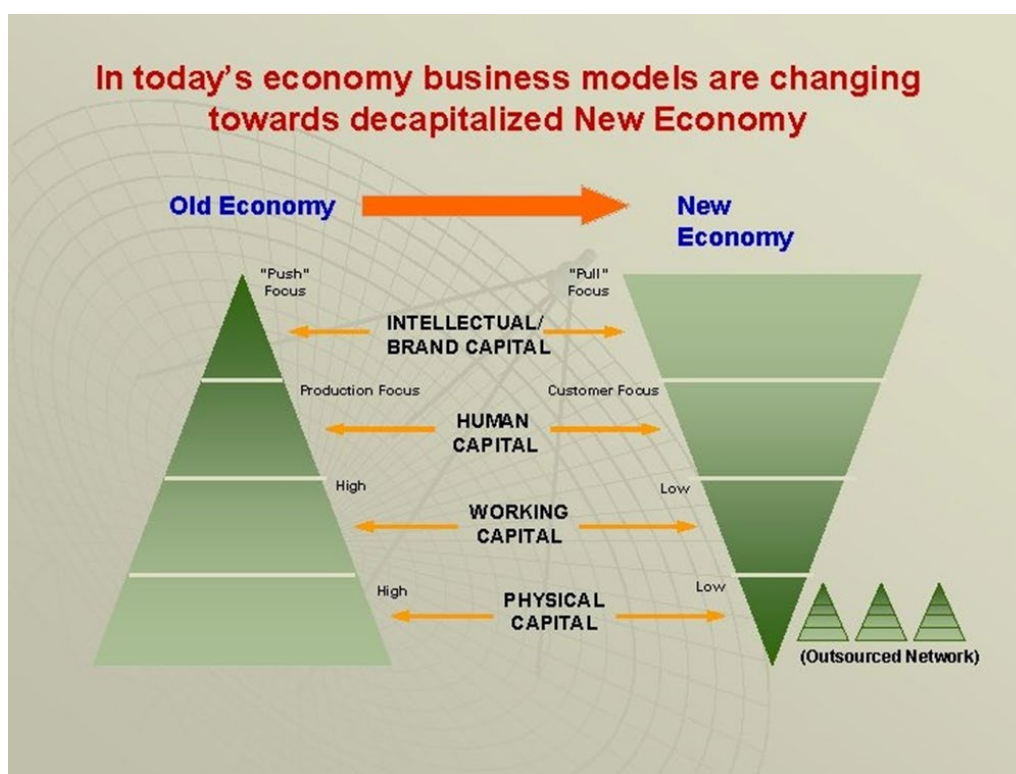 In today's economy business models are changing
towards decapitalized New Economy
Old Economy
New
Economy
"Push"
Focus
"Pull"
Focus
INTELLECTUAL/
BRAND CAPITAL
Production Focus
Customer Focus
HUMAN
CAPITAL
High
Low
WORKING
CAPITAL
High
Low
PHYSICAL
CAPITAL
(Outsourced Network)